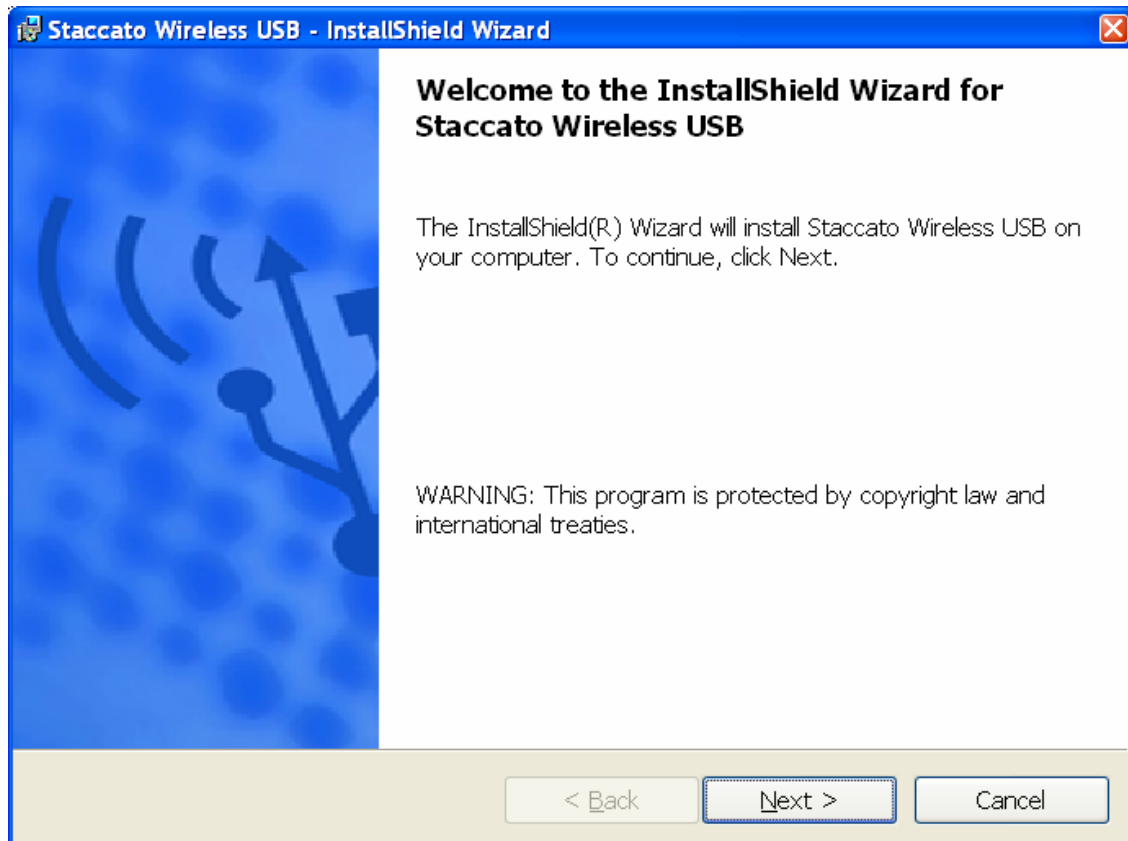 Staccato Wireless USB - InstallShield Wizard
Welcome to the InstallShield Wizard for
Staccato Wireless USB
The InstallShield(R) Wizard will install Staccato Wireless USB on
your computer. To continue, click Next.
WARNING: This program is protected by copyright law and
international treaties.
< Back
Next >
Cancel